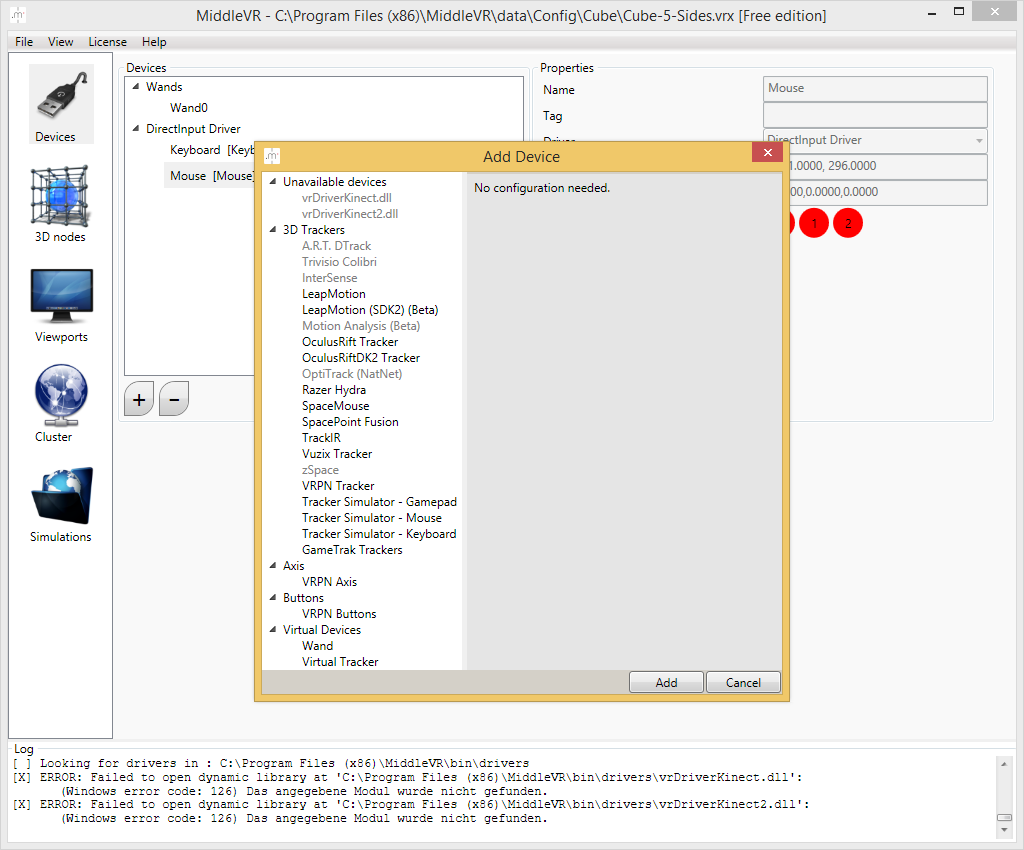 .m'
MiddleVR - C:\Program Files (x86)\MiddleVR\data\Config\Cube\Cube-5-Sides.vrx [Free edition]
File View License Help
Devices
3D nodes
Viewports
Cluster
Simulations
Devices
Wands
Wand0
DirectInput Driver
Keyboard [Keyb
Mouse [Mouse]
+ -
Properties
Name Mouse
Tag
DirectInput Driver
1.0000, 296.0000
00,0.0000,0.0000
1 2
.m'
Add Device
Unavailable devices
vrDriverKinect.dll
vrDriverKinect2.dll
3D Trackers
A.R.T. DTrack
Trivisio Colibri
InterSense
LeapMotion
LeapMotion (SDK2) (Beta)
Motion Analysis (Beta)
OculusRift Tracker
OculusRiftDK2 Tracker
OptiTrack (NatNet)
Razer Hydra
SpaceMouse
SpacePoint Fusion
TrackIR
Vuzix Tracker
zSpace
VRPN Tracker
Tracker Simulator - Gamepad
Tracker Simulator - Mouse
Tracker Simulator - Keyboard
GameTrak Trackers
Axis
VRPN Axis
Buttons
VRPN Buttons
Virtual Devices
Wand
Virtual Tracker
No configuration needed.
Add Cancel
Log
[ ] Looking for drivers in : C:\Program Files (x86)\MiddleVR\bin\drivers
[X] ERROR: Failed to open dynamic library at 'C:\Program Files (x86)\MiddleVR\bin\drivers\vrDriverKinect.dll':
(Windows error code: 126) Das angegebene Modul wurde nicht gefunden.
[X] ERROR: Failed to open dynamic library at 'C:\Program Files (x86)\MiddleVR\bin\drivers\vrDriverKinect2.dll':
(Windows error code: 126) Das angegebene Modul wurde nicht gefunden.